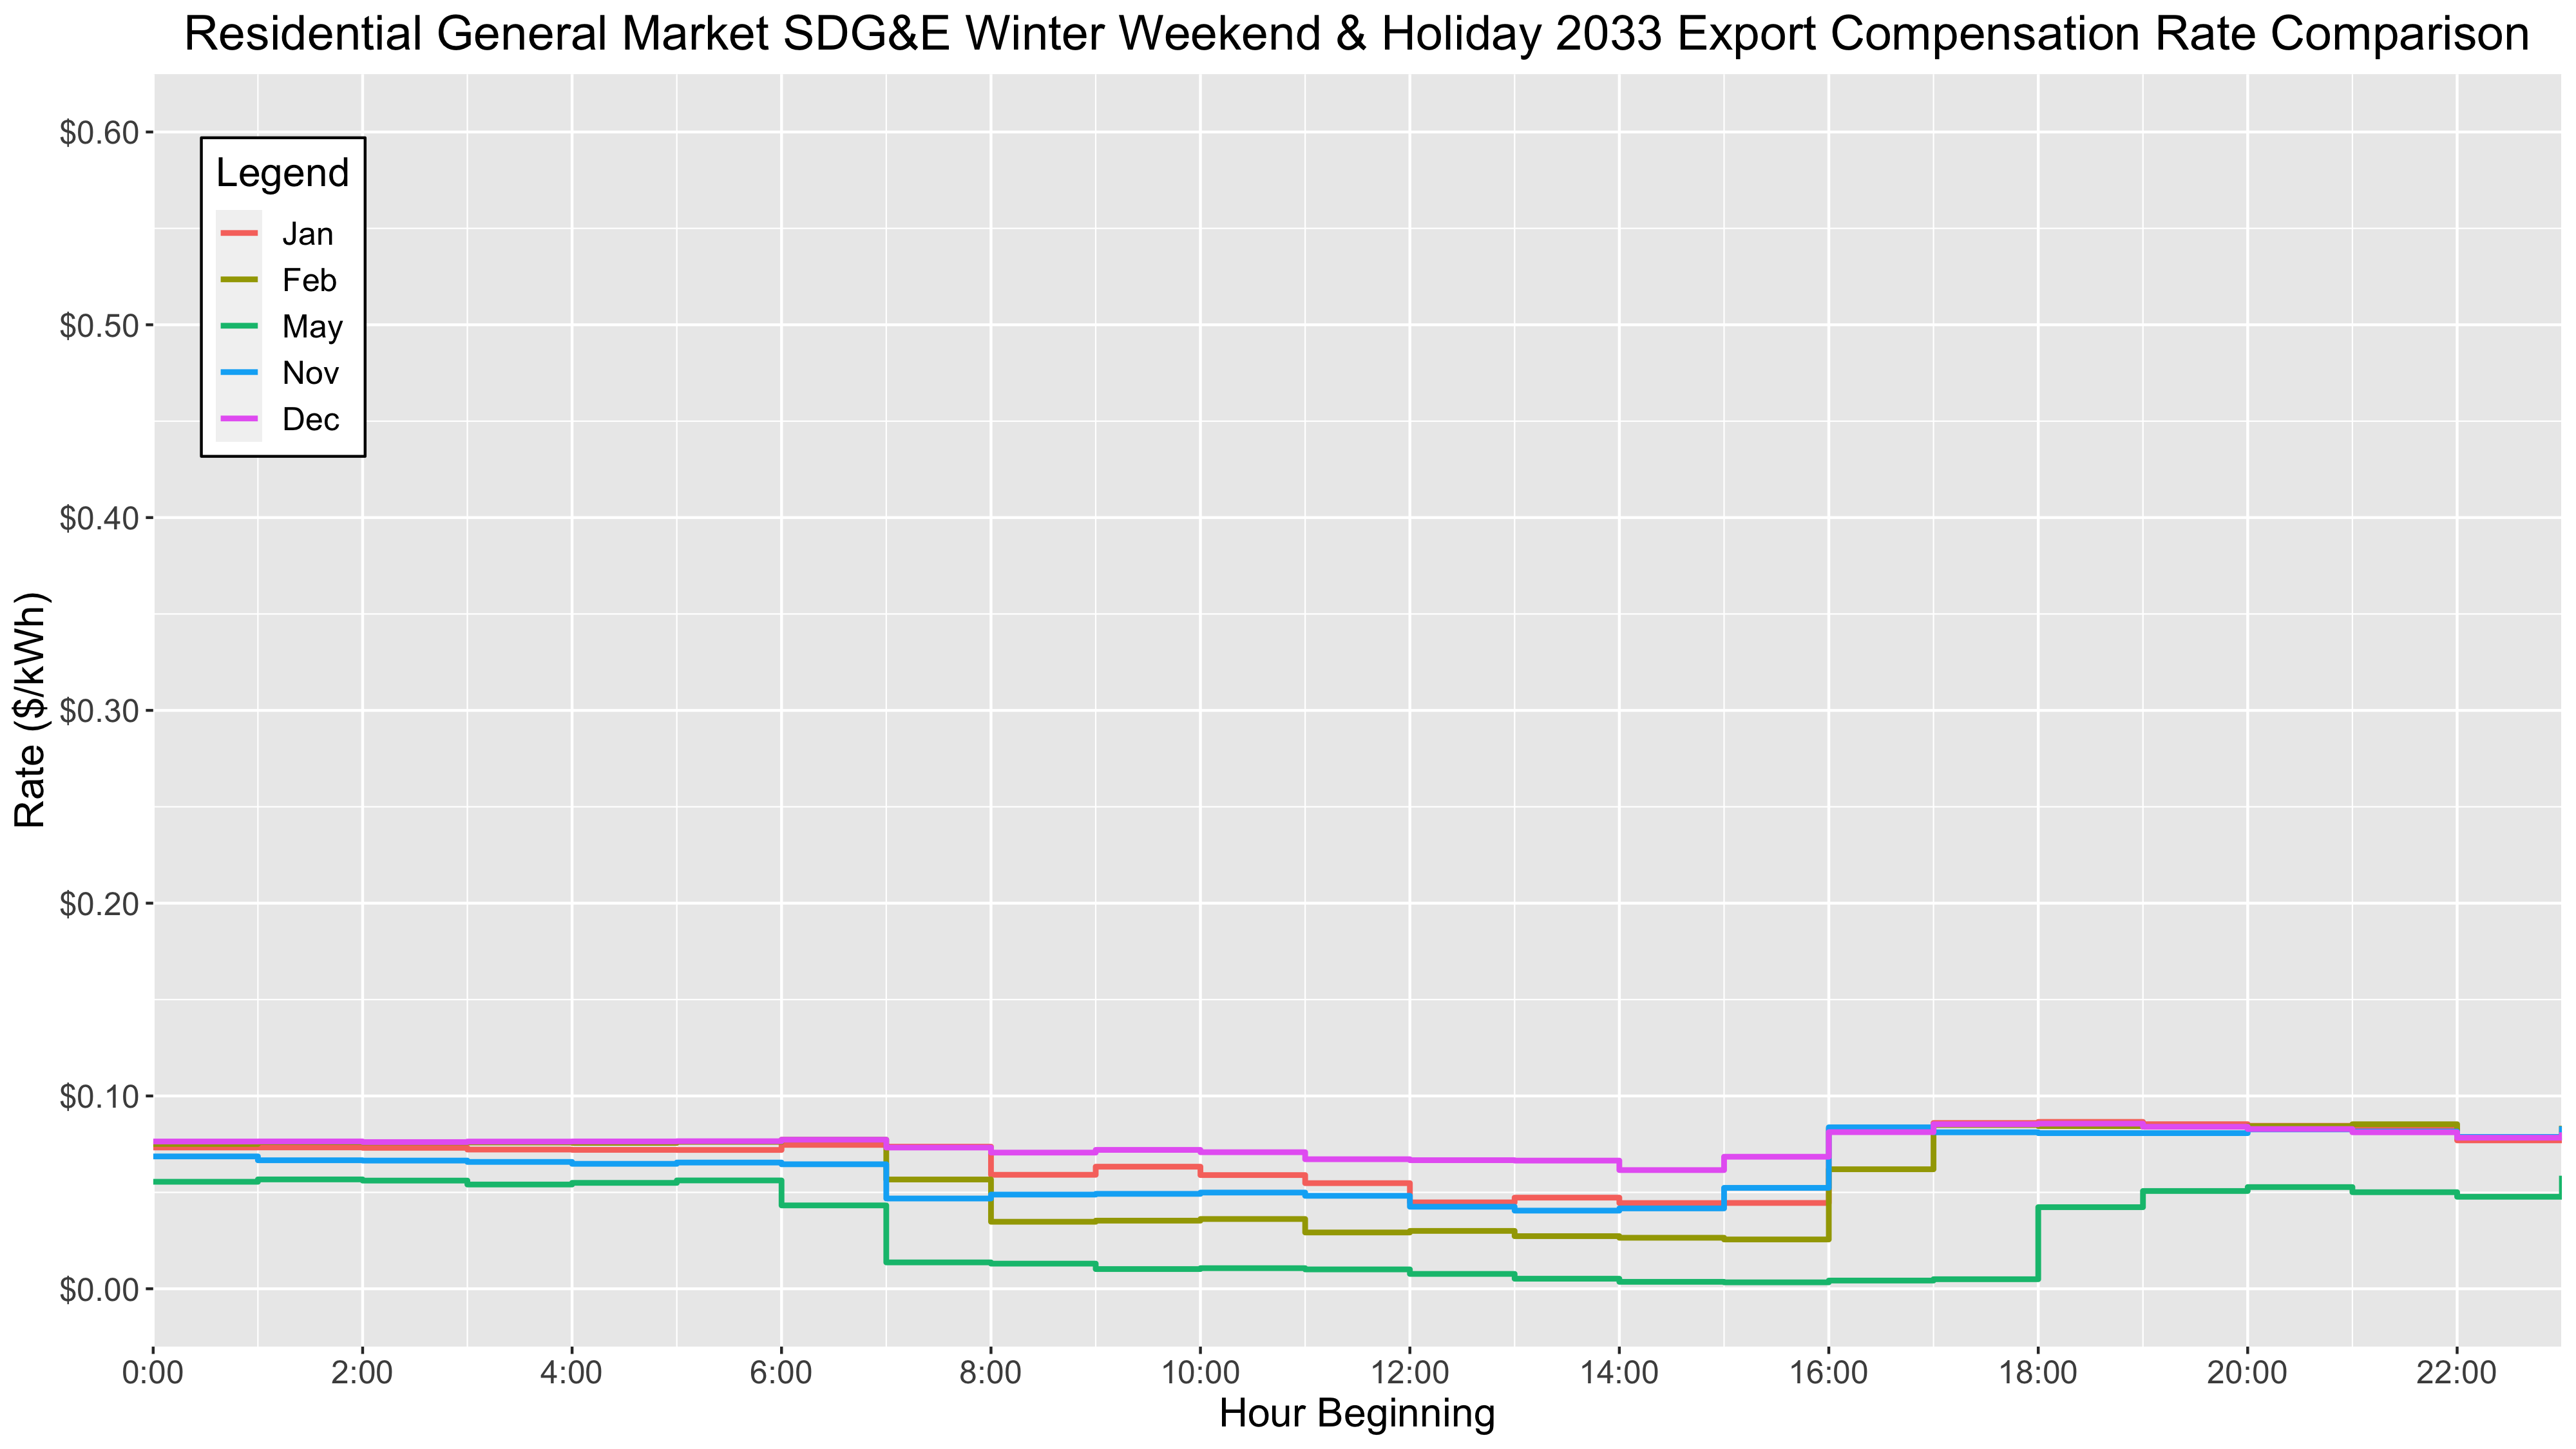 Residential General Market SDG&E Winter Weekend & Holiday 2033 Export Compensation Rate Comparison
Legend
Jan
Feb
May
Nov
Dec
Rate ($/kWh)
$0.60
$0.50
$0.40
$0.30
$0.20
$0.10
$0.00
0:00 2:00 4:00 6:00 8:00 10:00 12:00 14:00 16:00 18:00 20:00 22:00
Hour Beginning